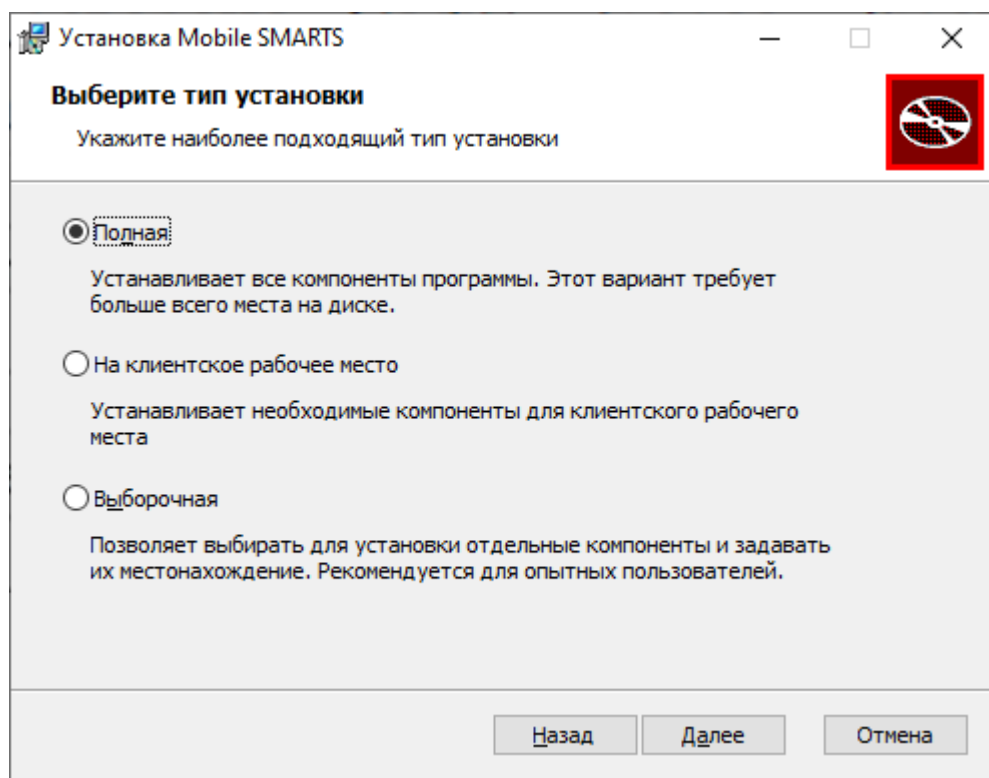 Установка Mobile SMARTS
Выберите тип установки
Укажите наиболее подходящий тип установки
Полная
Устанавливает все компоненты программы. Этот вариант требует
больше всего места на диске.
На клиентское рабочее место
Устанавливает необходимые компоненты для клиентского рабочего
места
Выборочная
Позволяет выбирать для установки отдельные компоненты и задавать
их местонахождение. Рекомендуется для опытных пользователей.
Назад Далее Отмена